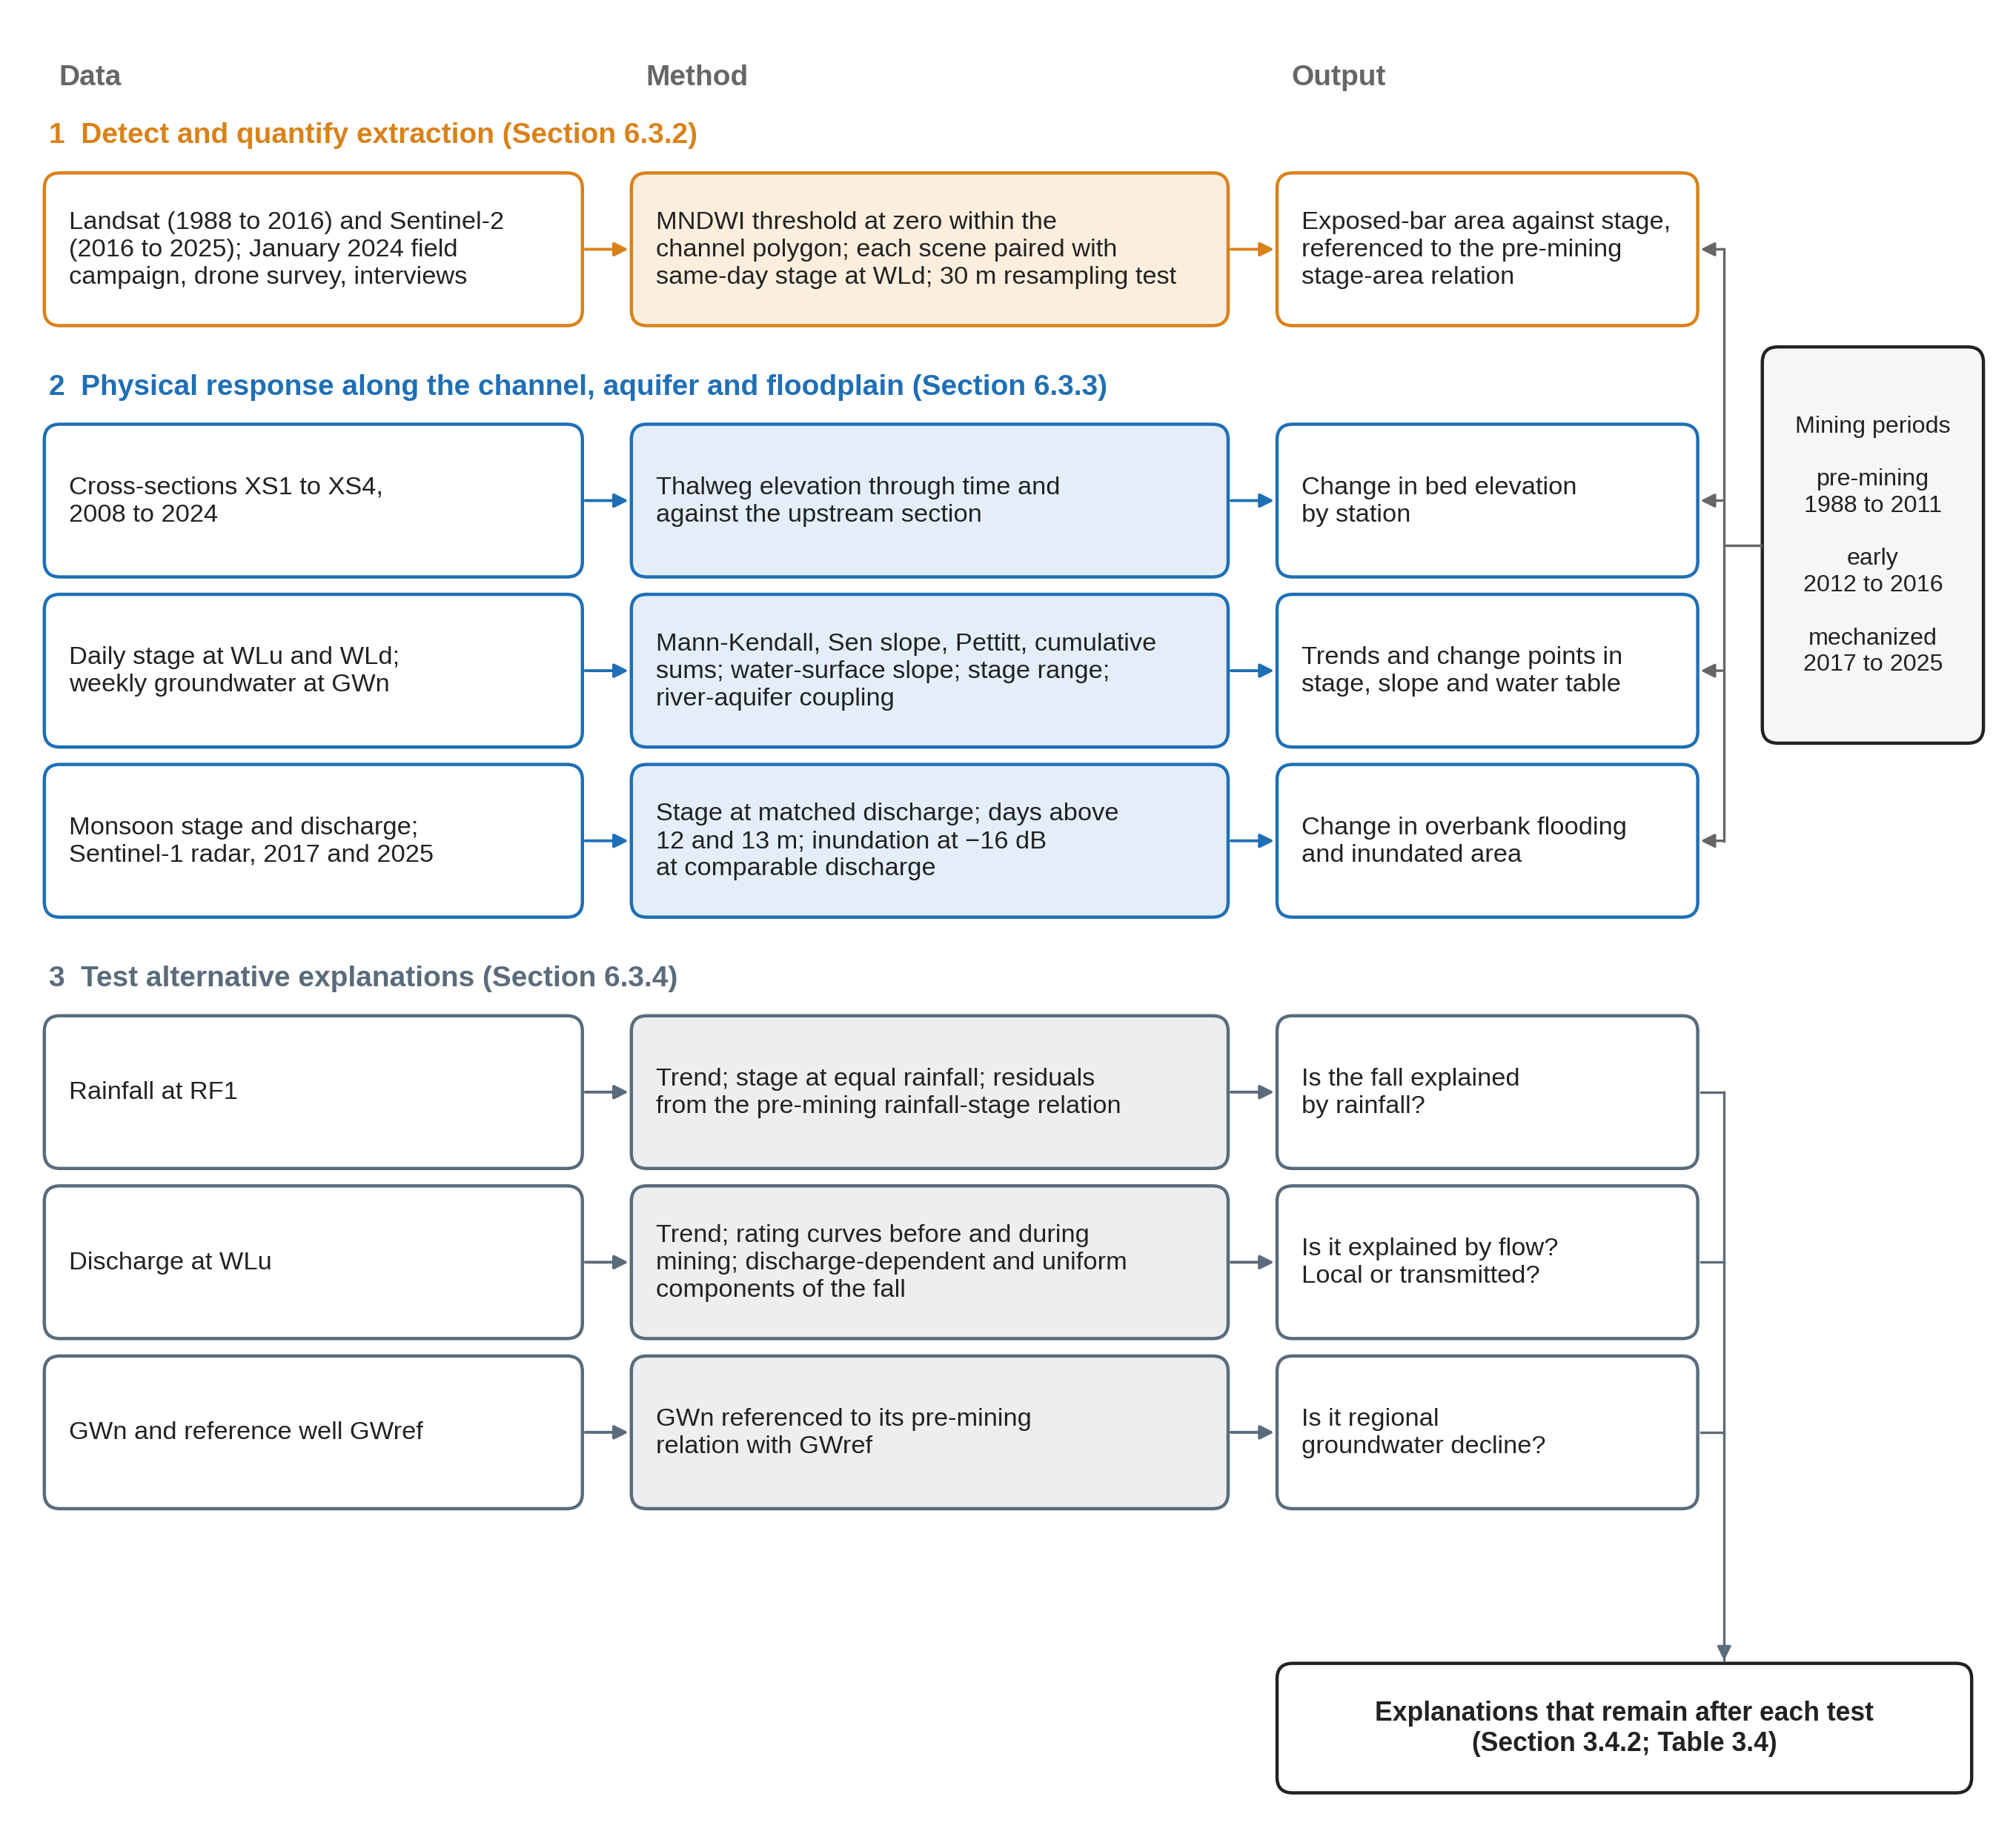 Data
Method
Output
1 Detect and quantify extraction (Section 6.3.2)
Landsat (1988 to 2016) and Sentinel-2
(2016 to 2025); January 2024 field
campaign, drone survey, interviews
MNDWI threshold at zero within the
channel polygon; each scene paired with
same-day stage at WLd; 30 m resampling test
Exposed-bar area against stage,
referenced to the pre-mining
stage-area relation
2 Physical response along the channel, aquifer and floodplain (Section 6.3.3)
Cross-sections XS1 to XS4,
2008 to 2024
Thalweg elevation through time and
against the upstream section
Change in bed elevation
by station
Daily stage at WLu and WLd;
weekly groundwater at GWn
Mann-Kendall, Sen slope, Pettitt, cumulative
sums; water-surface slope; stage range;
river-aquifer coupling
Trends and change points in
stage, slope and water table
Monsoon stage and discharge;
Sentinel-1 radar, 2017 and 2025
Stage at matched discharge; days above
12 and 13 m; inundation at −16 dB
at comparable discharge
Change in overbank flooding
and inundated area
Mining periods
pre-mining
1988 to 2011
early
2012 to 2016
mechanized
2017 to 2025
3 Test alternative explanations (Section 6.3.4)
Rainfall at RF1
Trend; stage at equal rainfall; residuals
from the pre-mining rainfall-stage relation
Is the fall explained
by rainfall?
Discharge at WLu
Trend; rating curves before and during
mining; discharge-dependent and uniform
components of the fall
Is it explained by flow?
Local or transmitted?
GWn and reference well GWref
GWn referenced to its pre-mining
relation with GWref
Is it regional
groundwater decline?
Explanations that remain after each test
(Section 3.4.2; Table 3.4)